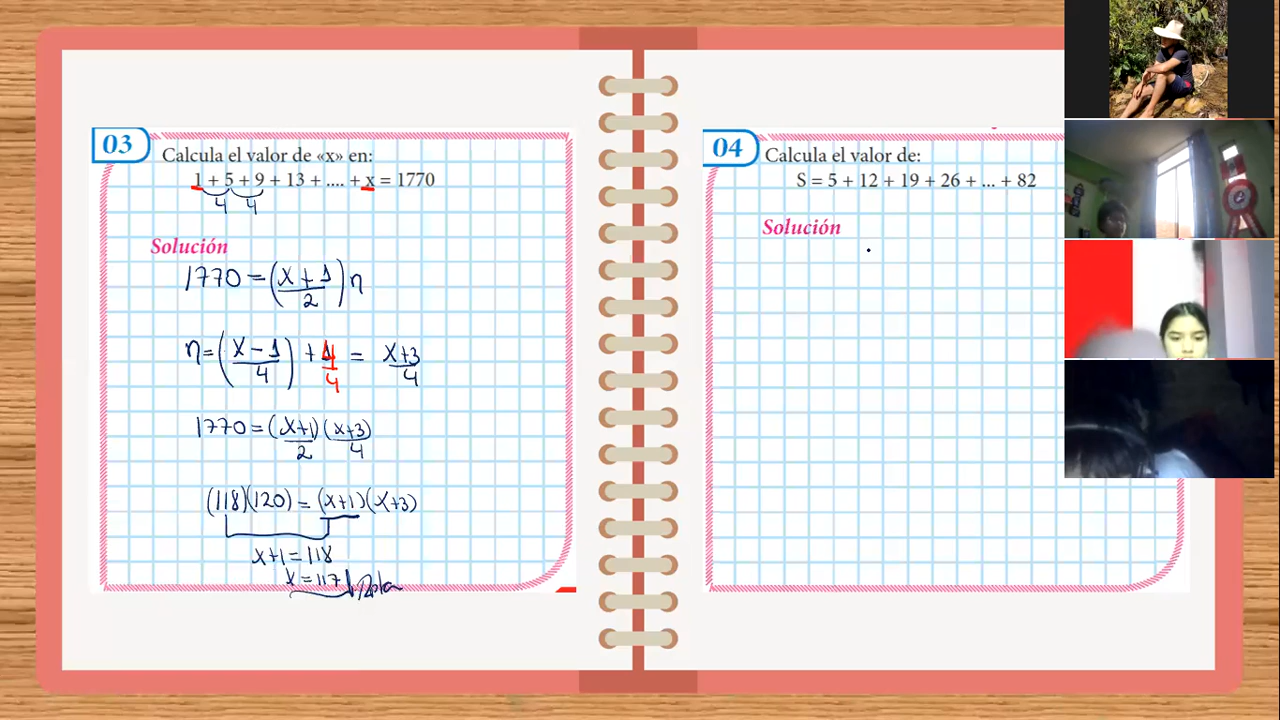 03
Calcula el valor de «x» en:
1 + 5 + 9 + 13 + .... + x = 1770
4 4
Solución
1770 = (x + 1 / 2) n
n = (x - 1 / 4) + 4/4 = x+3 / 4
1770 = (x+1 / 2)(x+3 / 4)
(118)(120) = (x+1)(x+3)
x+1 = 118
x = 117
04
Calcula el valor de:
S = 5 + 12 + 19 + 26 + ... + 82
Solución